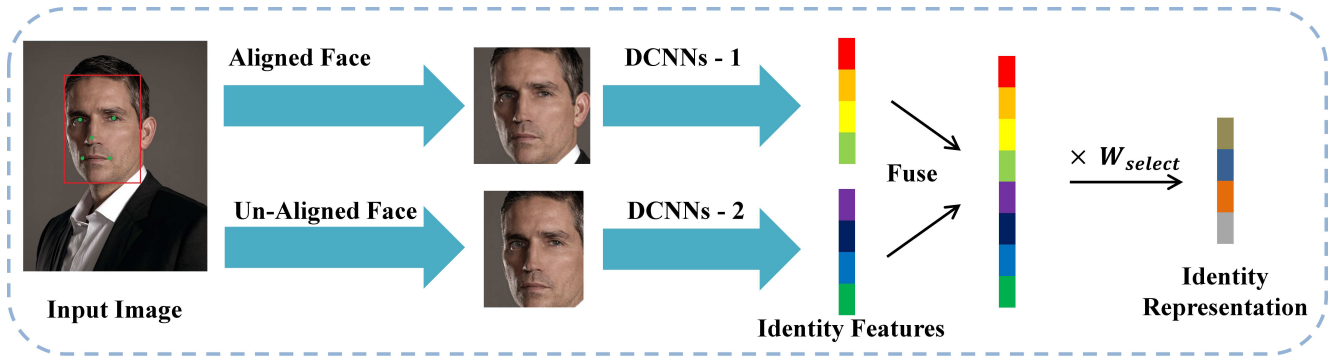 Aligned Face
DCNNs - 1
Un-Aligned Face
DCNNs - 2
Fuse
× W_select
Input Image
Identity Features
Identity
Representation